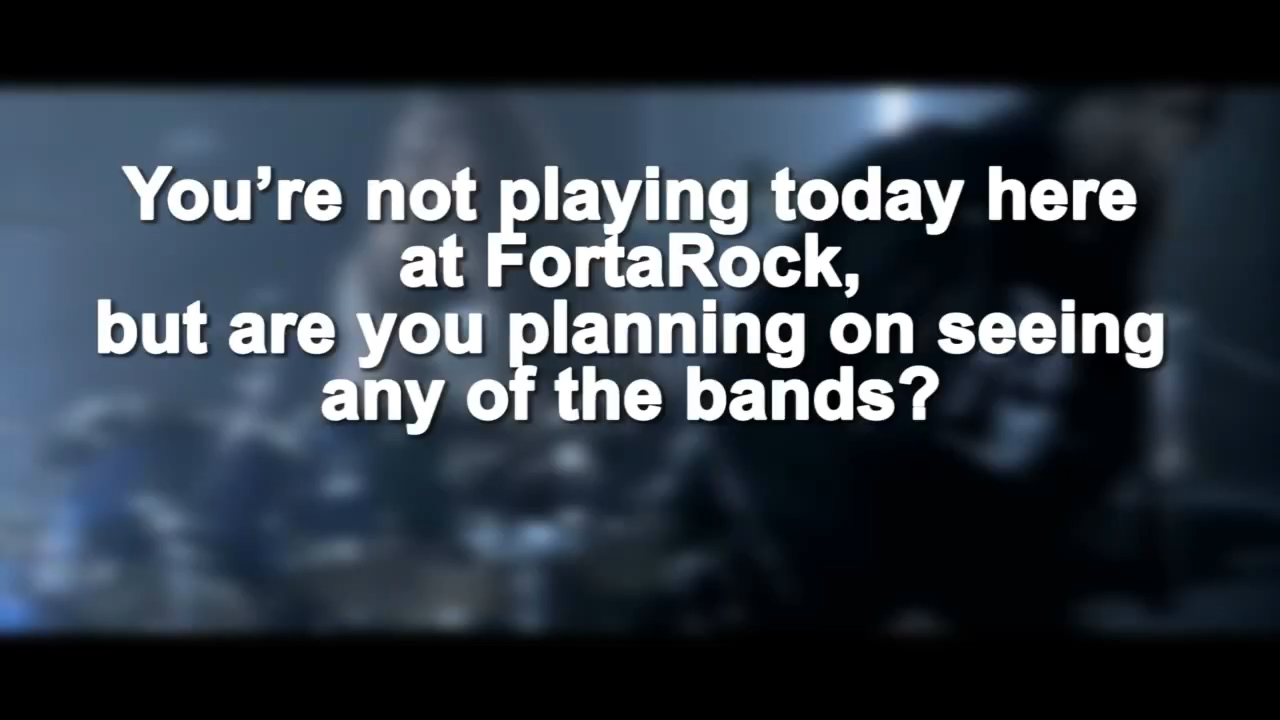 You’re not playing today here
at FortaRock,
but are you planning on seeing
any of the bands?